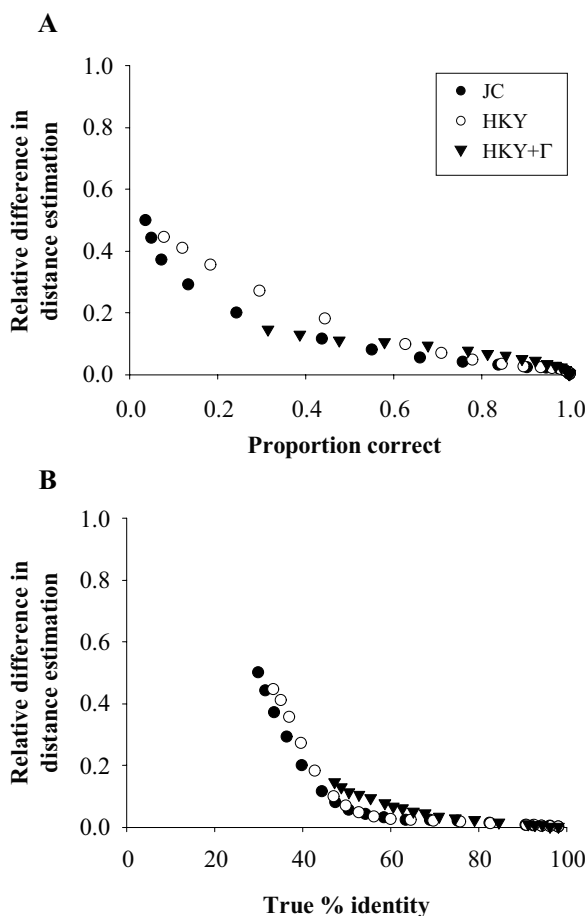 A
1.0
0.8
0.6
0.4
0.2
0.0
Relative difference in
distance estimation
JC
HKY
HKY+Γ
0.0 0.2 0.4 0.6 0.8 1.0
Proportion correct
B
1.0
0.8
0.6
0.4
0.2
0.0
Relative difference in
distance estimation
0 20 40 60 80 100
True % identity